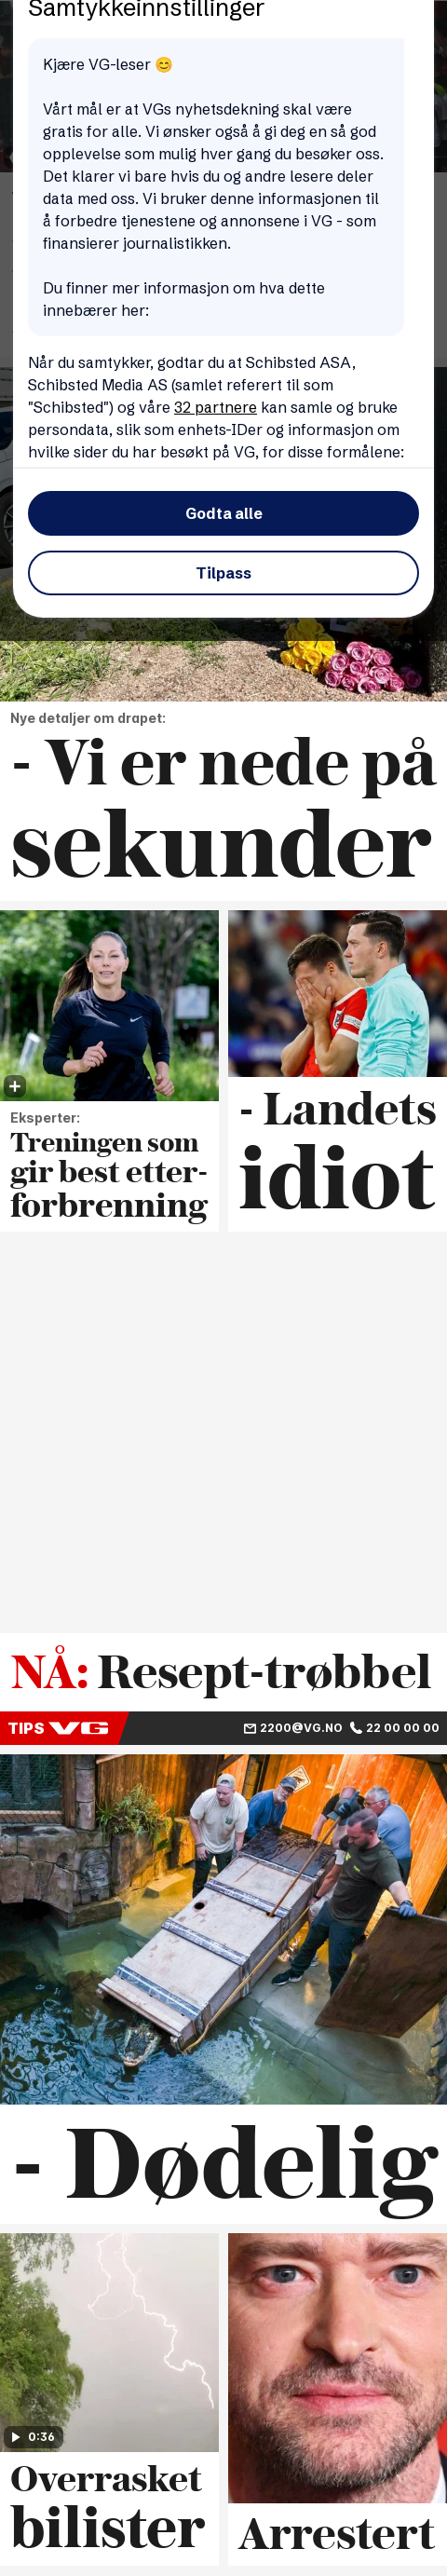 Samtykkeinnstillinger
Kjære VG-leser 😊
Vårt mål er at VGs nyhetsdekning skal være
gratis for alle. Vi ønsker også å gi deg en så god
opplevelse som mulig hver gang du besøker oss.
Det klarer vi bare hvis du og andre lesere deler
data med oss. Vi bruker denne informasjonen til
å forbedre tjenestene og annonsene i VG - som
finansierer journalistikken.
Du finner mer informasjon om hva dette
innebærer her:
Når du samtykker, godtar du at Schibsted ASA,
Schibsted Media AS (samlet referert til som
"Schibsted") og våre 32 partnere kan samle og bruke
persondata, slik som enhets-IDer og informasjon om
hvilke sider du har besøkt på VG, for disse formålene:
Godta alle
Tilpass
Nye detaljer om drapet:
- Vi er nede på
sekunder
Eksperter:
Treningen som
gir best etter-
forbrenning
- Landets
idiot
NÅ: Resept-trøbbel
TIPS VG 2200@VG.NO 22 00 00 00
- Dødelig
0:36
Overrasket
bilister
Arrestert